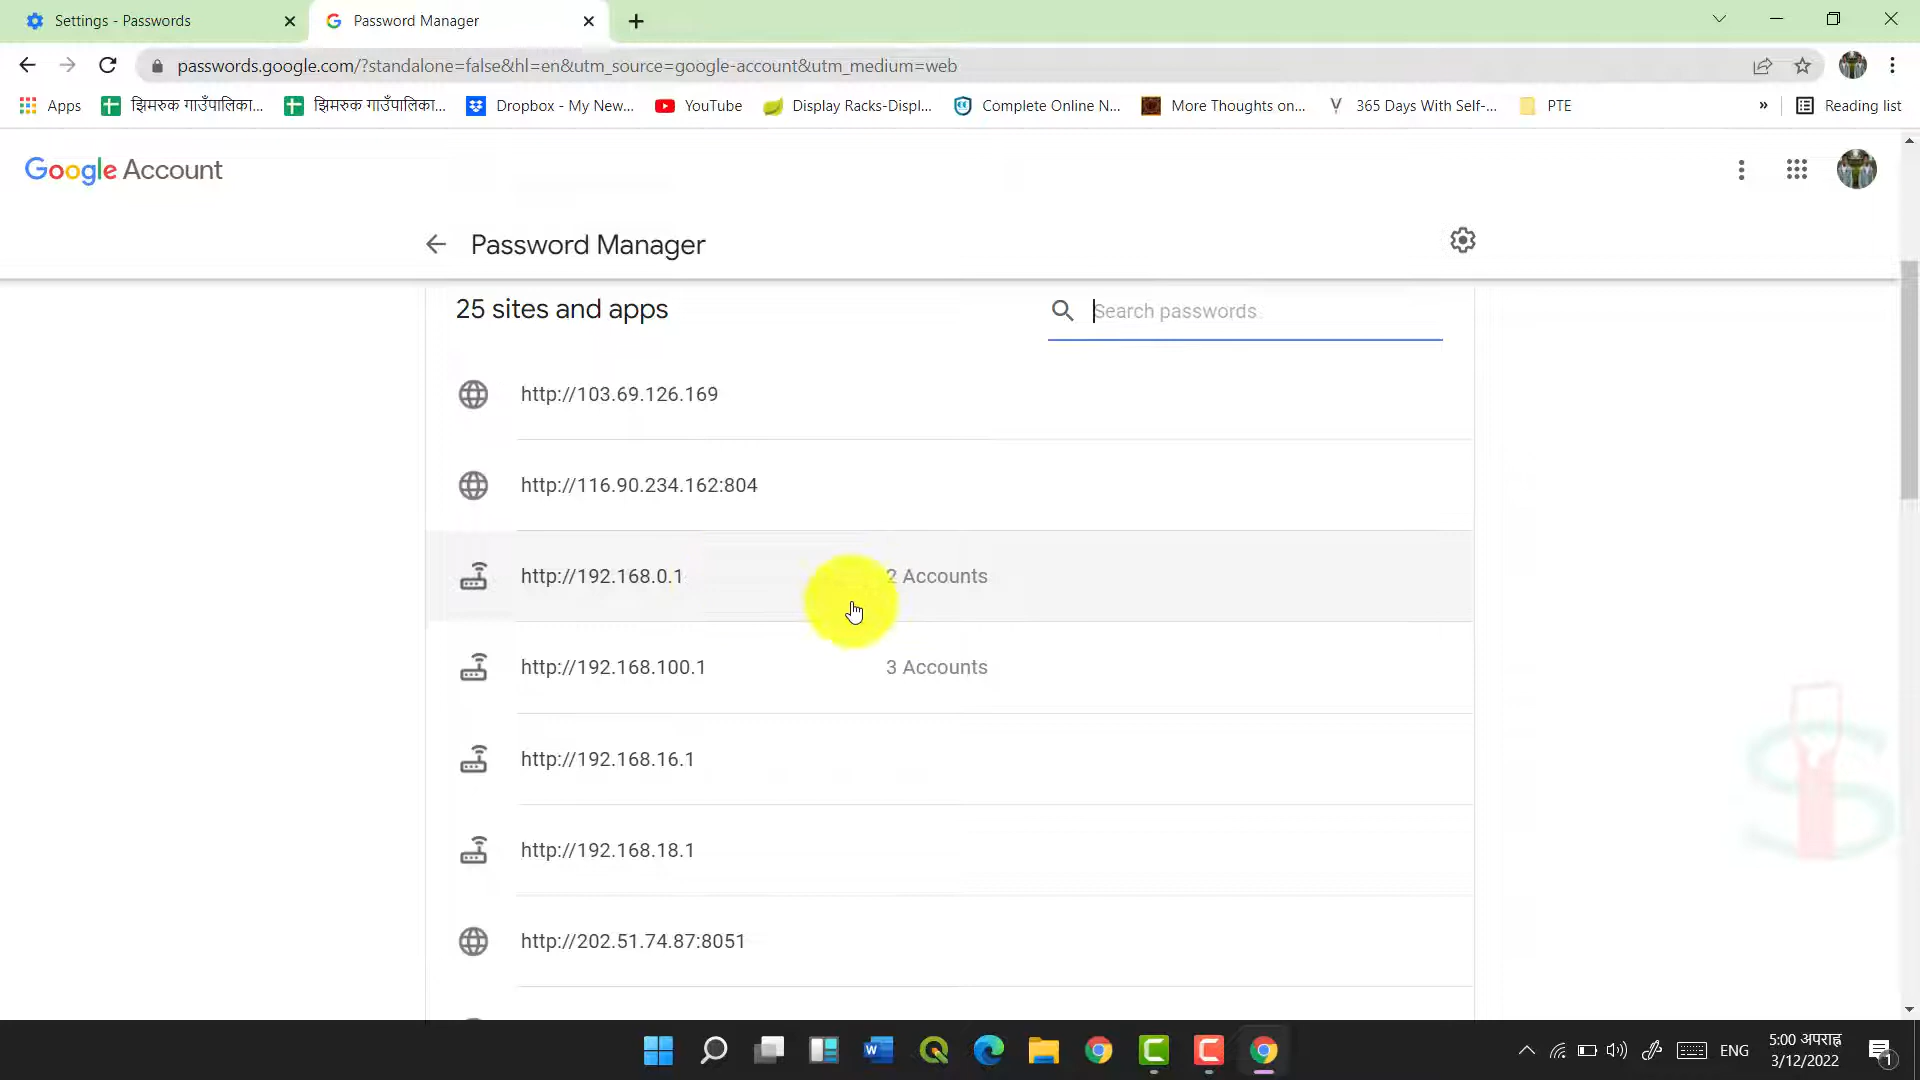 Settings - Passwords
Password Manager
passwords.google.com/?standalone=false&hl=en&utm_source=google-account&utm_medium=web
Apps
झिमरुक गाउँपालिका...
झिमरुक गाउँपालिका...
Dropbox - My New...
YouTube
Display Racks-Displ...
Complete Online N...
More Thoughts on...
365 Days With Self-...
PTE
»
Reading list
Google Account
Password Manager
25 sites and apps
Search passwords
http://103.69.126.169
http://116.90.234.162:804
http://192.168.0.1 2 Accounts
http://192.168.100.1 3 Accounts
http://192.168.16.1
http://192.168.18.1
http://202.51.74.87:8051
ENG
5:00 अपराह्न
3/12/2022
1